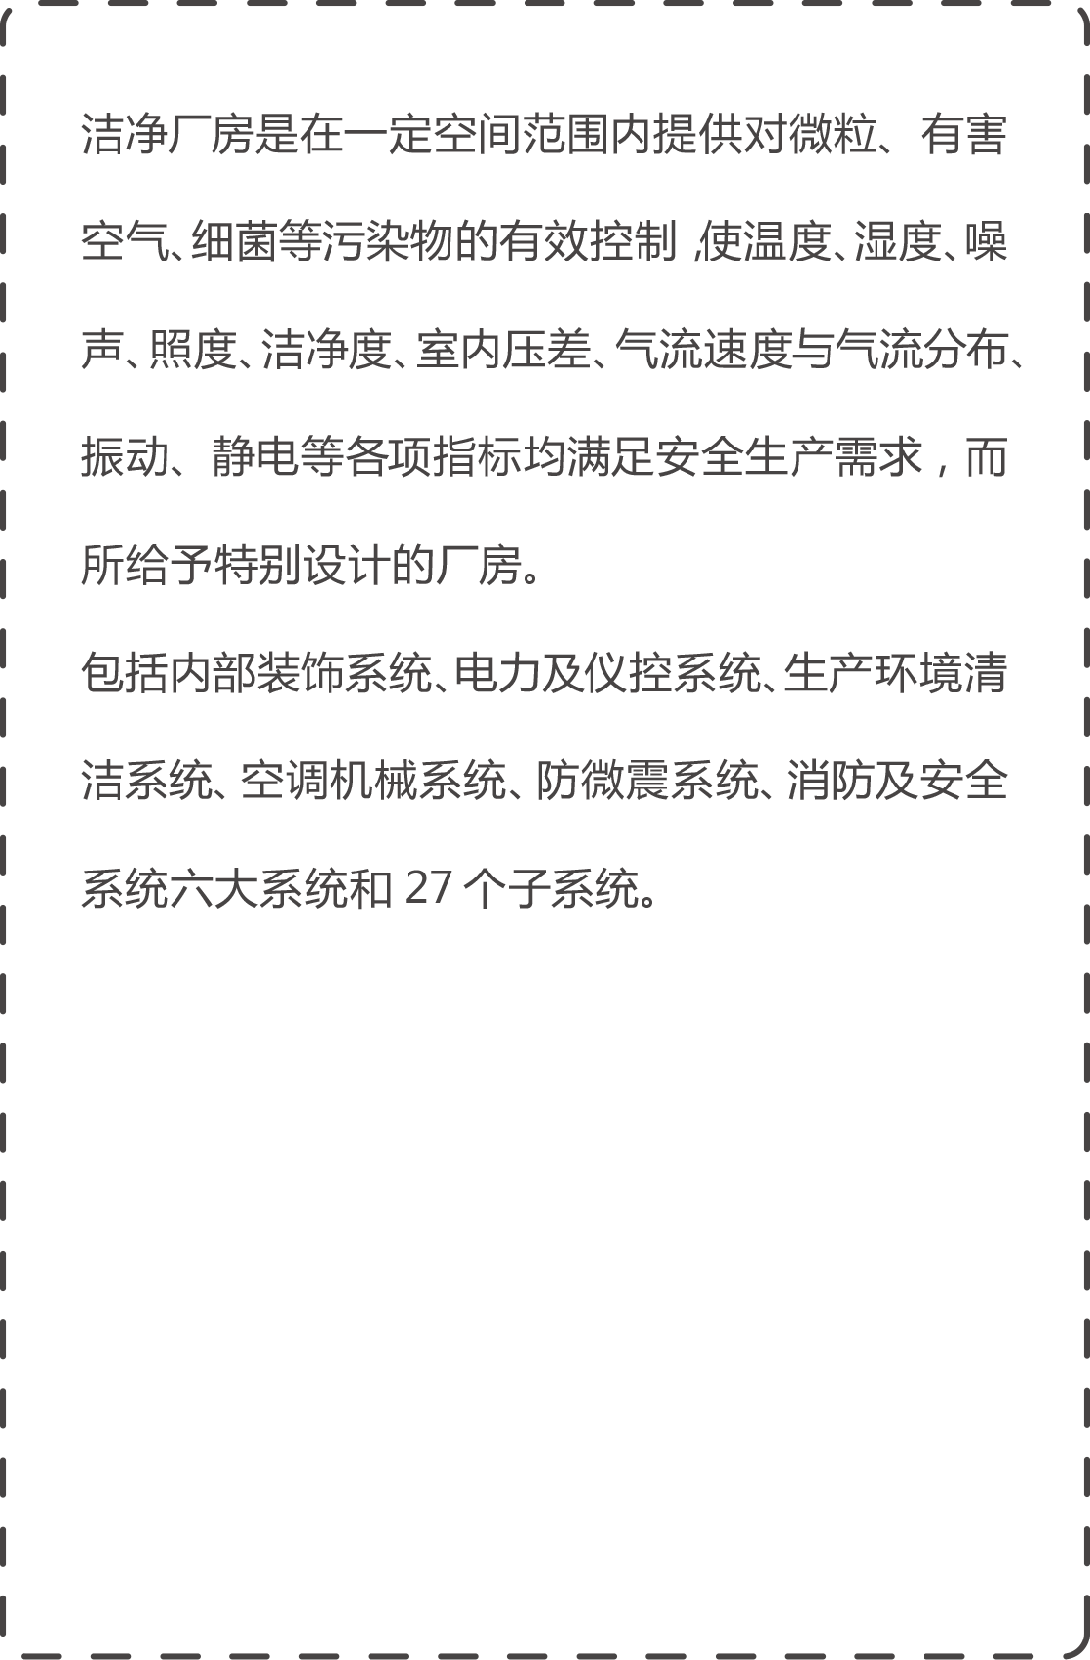 洁净厂房是在一定空间范围内提供对微粒、有害
空气、细菌等污染物的有效控制,使温度、湿度、噪
声、照度、洁净度、室内压差、气流速度与气流分布、
振动、静电等各项指标均满足安全生产需求，而
所给予特别设计的厂房。
包括内部装饰系统、电力及仪控系统、生产环境清
洁系统、空调机械系统、防微震系统、消防及安全
系统六大系统和 27 个子系统。